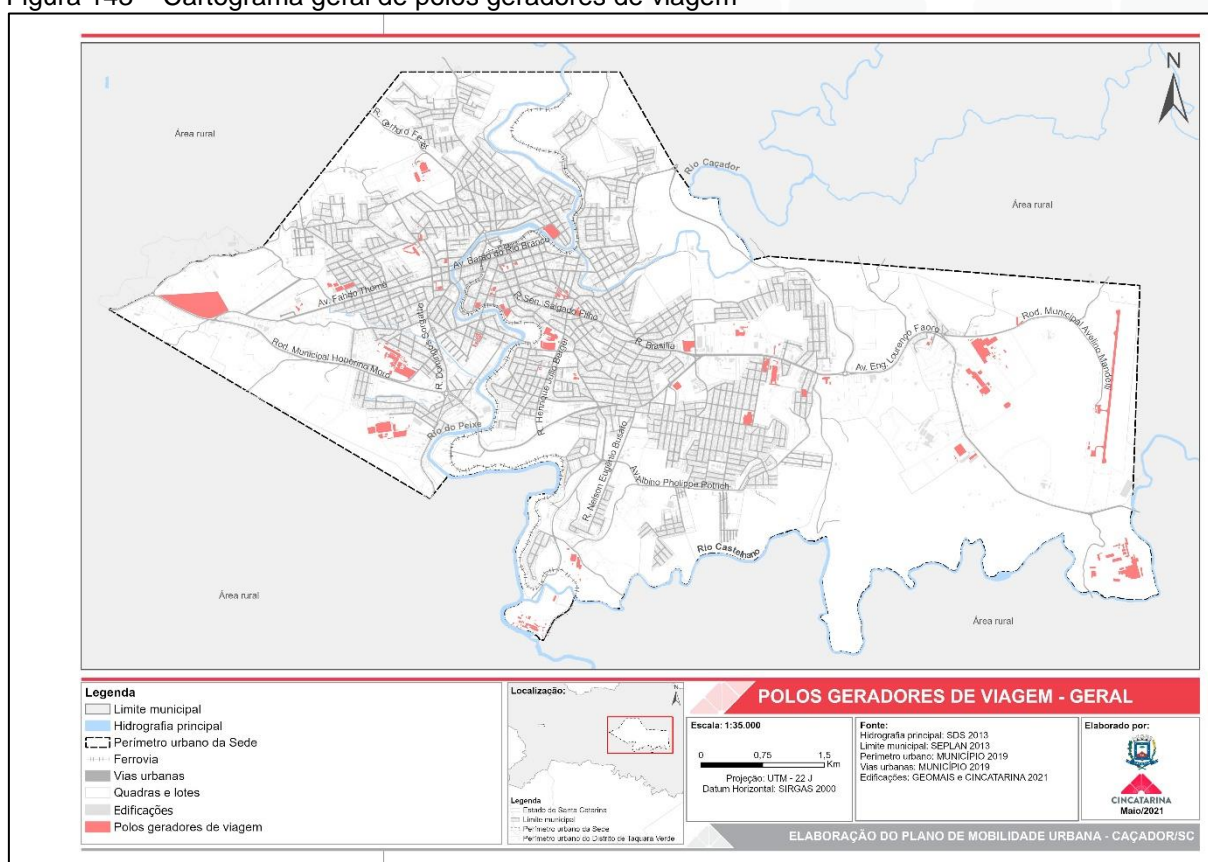 Figura 143 – Cartograma geral de polos geradores de viagem
N
Área rural
Área rural
Rio Caçador
Av. Barão do Rio Branco
Av. Fahdo Thomé
R. Sen. Salgado Filho
R. Brasília
Av. Eng. Lourenço Faoro
Rod. Municipal Avelino
Rod. Municipal
R. Domingos Sorgatto
R. Henrique Júlio Berger
Rio do Peixe
R. Nelson Eugênio Busato
Av. Albino Pholippe Potrich
Rio Castelhano
Área rural
Área rural
Legenda
Limite municipal
Hidrografia principal
Perímetro urbano da Sede
Ferrovia
Vias urbanas
Quadras e lotes
Edificações
Polos geradores de viagem
Localização:
N
Legenda
Estado de Santa Catarina
Limite municipal
Perímetro urbano da Sede
Perímetro urbano do Distrito de Taquara Verde
POLOS GERADORES DE VIAGEM - GERAL
Escala: 1:35.000
0 0,75 1,5
Km
Projeção: UTM - 22 J
Datum Horizontal: SIRGAS 2000
Fonte:
Hidrografia principal: SDS 2013
Limite municipal: SEPLAN 2013
Perímetro urbano: MUNICÍPIO 2019
Vias urbanas: MUNICÍPIO 2019
Edificações: GEOMAIS e CINCATARINA 2021
Elaborado por:
CINCATARINA
Maio/2021
ELABORAÇÃO DO PLANO DE MOBILIDADE URBANA - CAÇADOR/SC